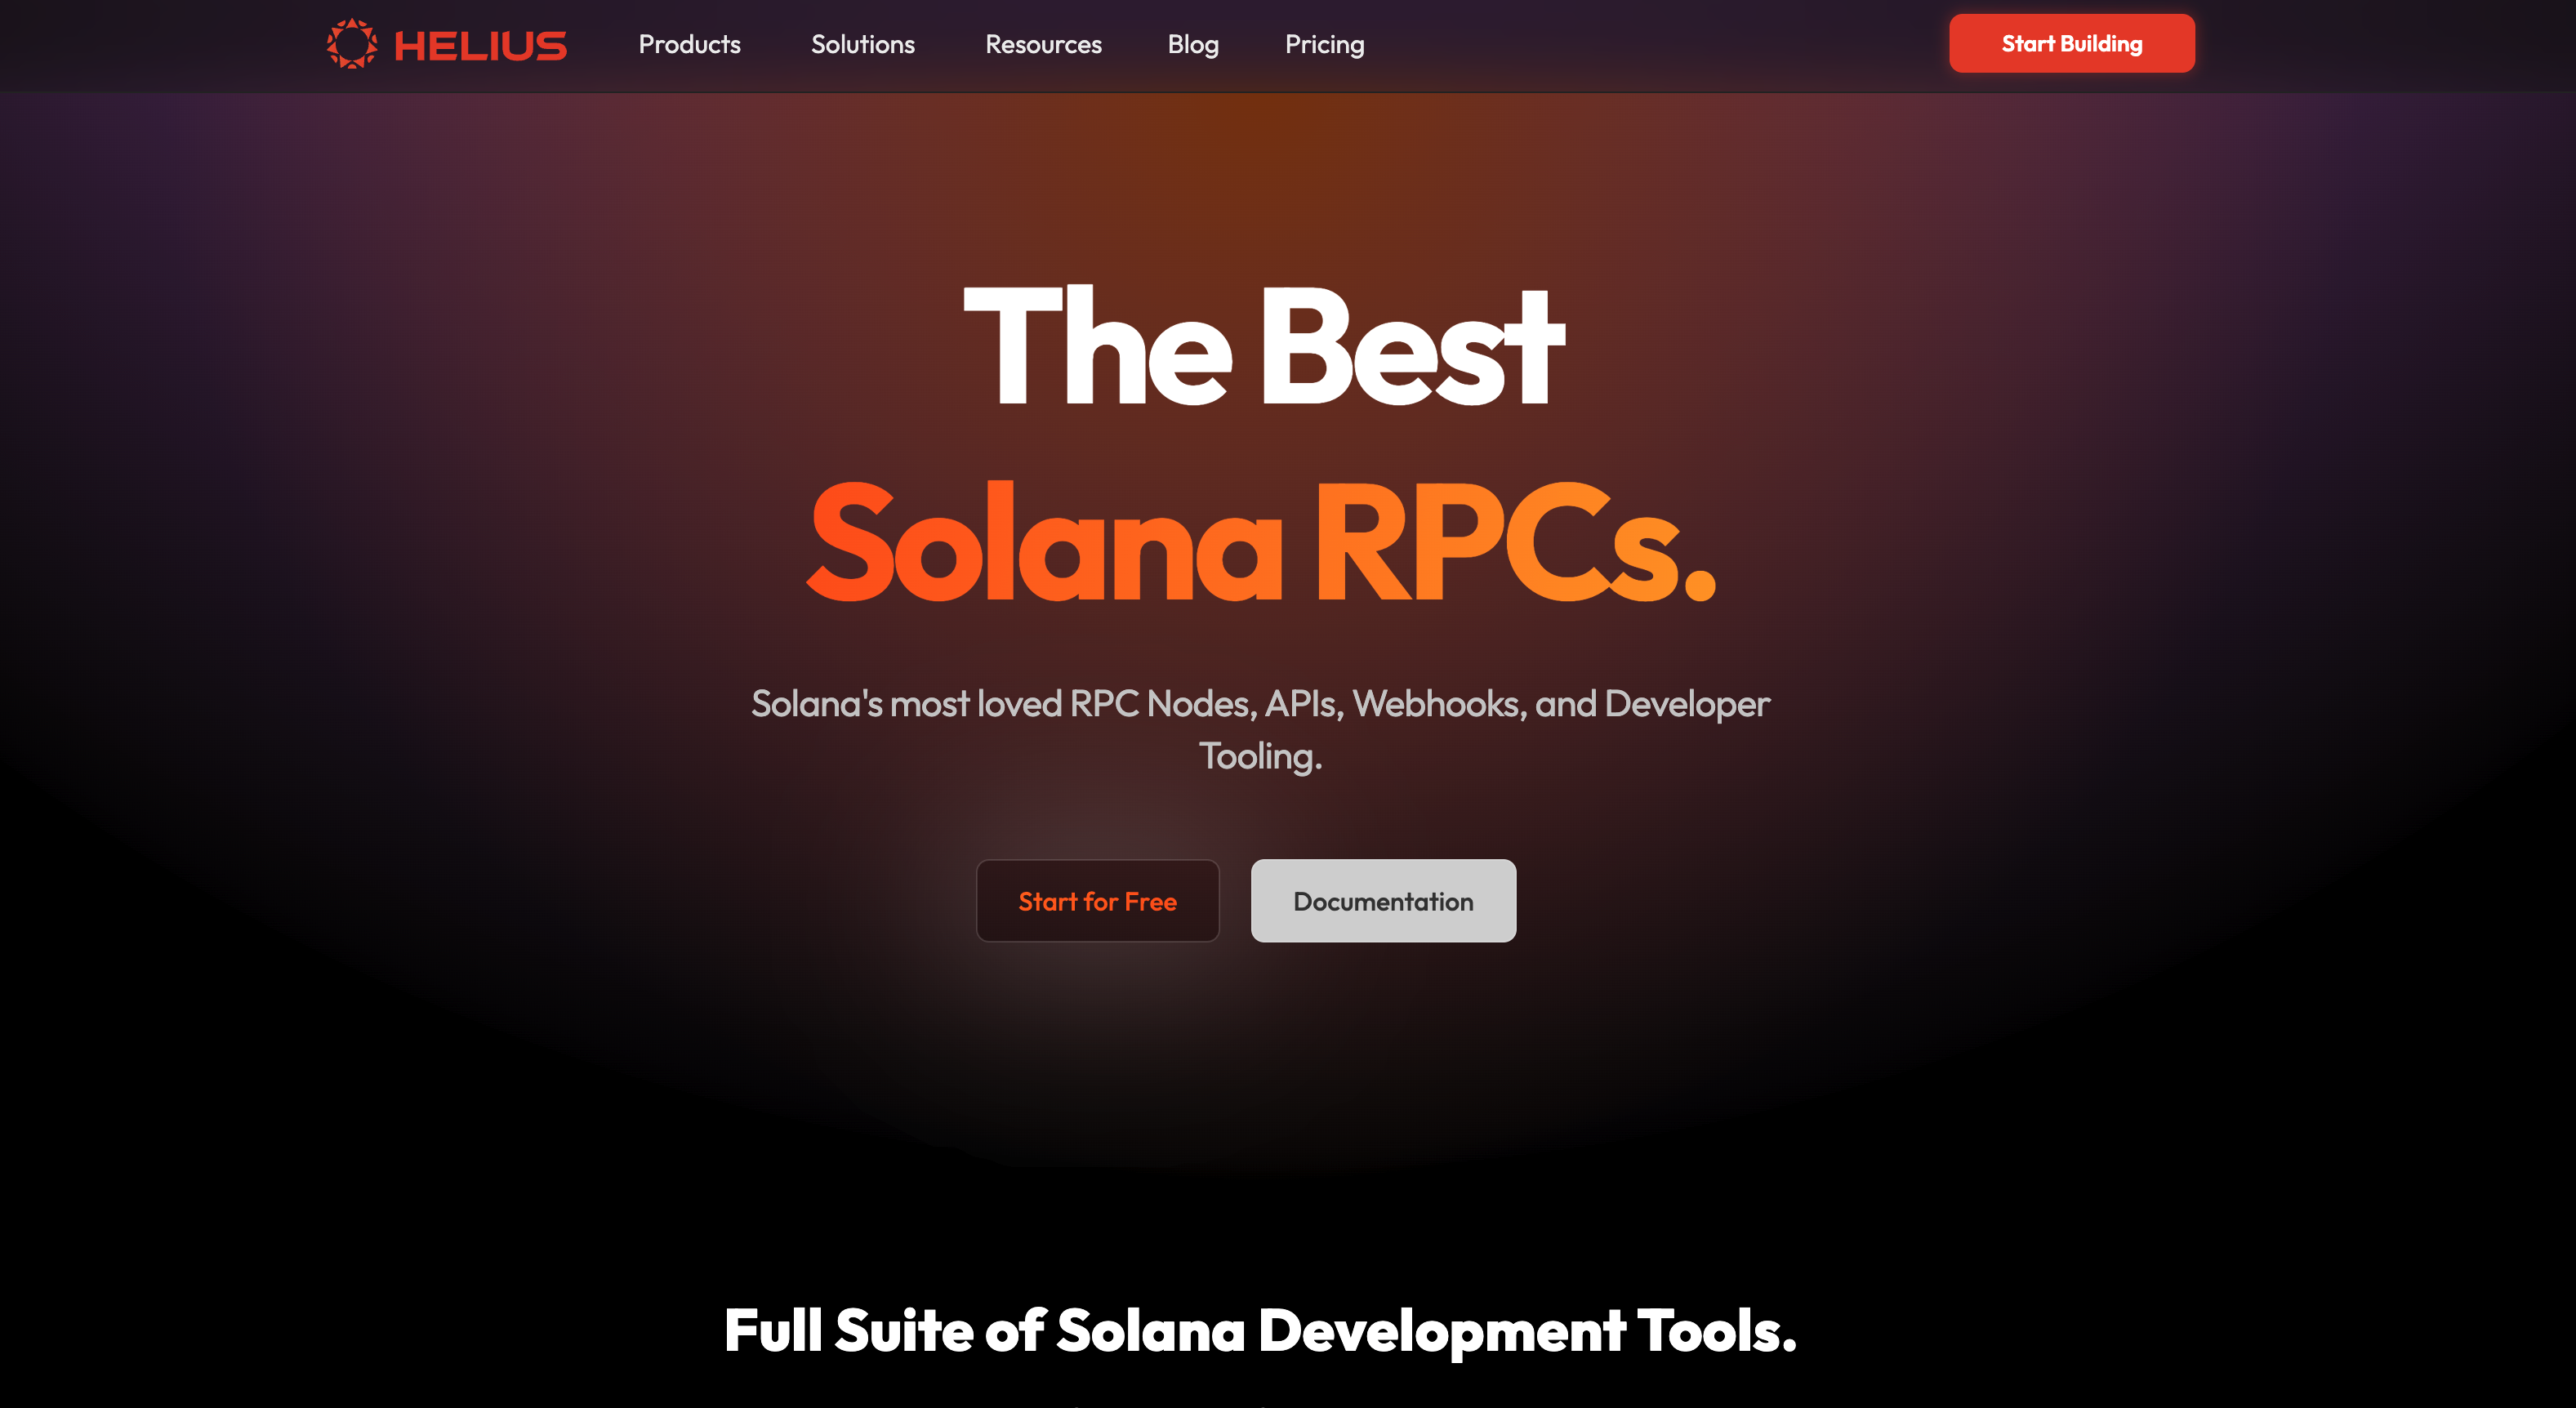 HELIUS
Products
Solutions
Resources
Blog
Pricing
Start Building
The Best
Solana RPCs.
Solana's most loved RPC Nodes, APIs, Webhooks, and Developer
Tooling.
Start for Free
Documentation
Full Suite of Solana Development Tools.